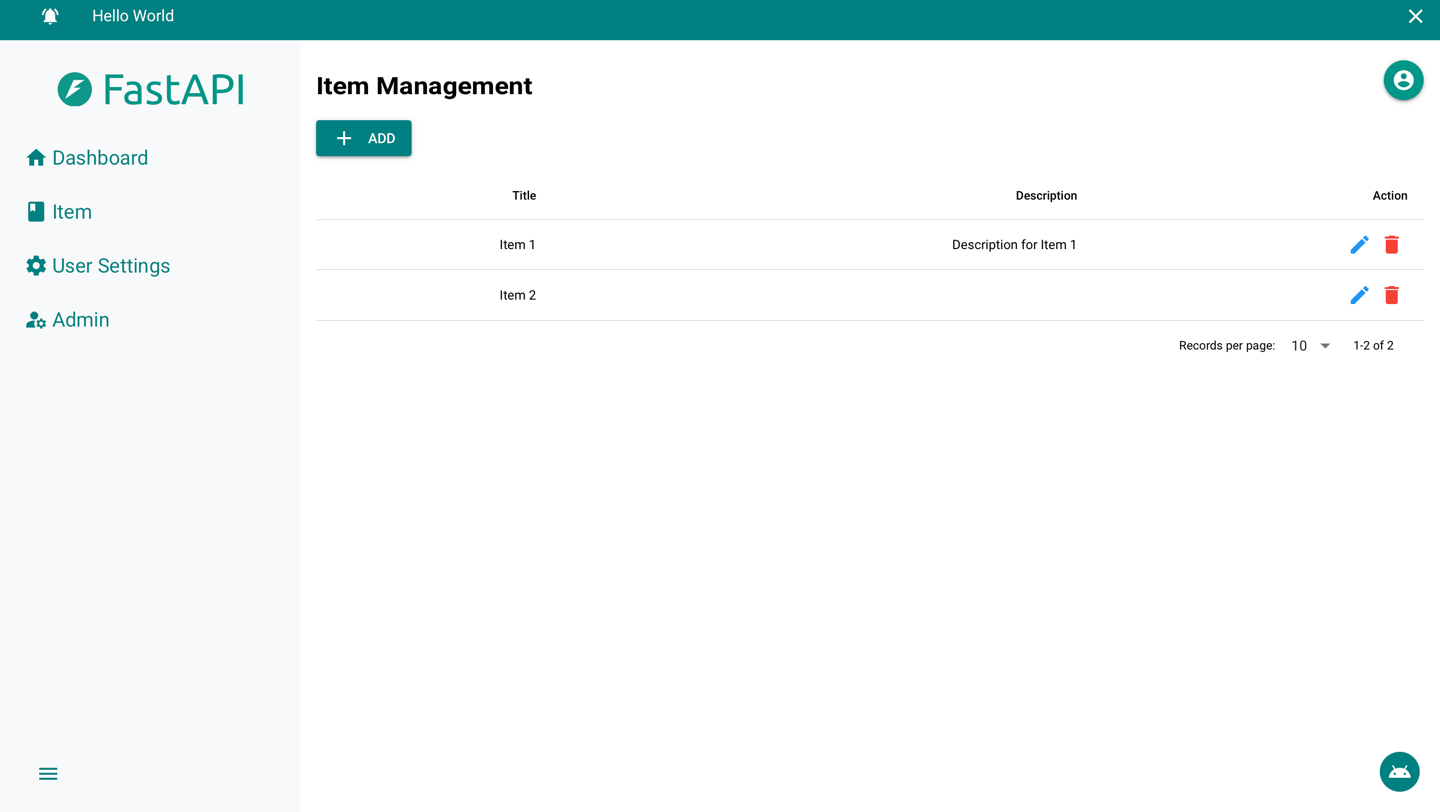 Hello World
FastAPI
Dashboard
Item
User Settings
Admin
Item Management
ADD
Title Description Action
Item 1 Description for Item 1
Item 2
Records per page: 10 1-2 of 2